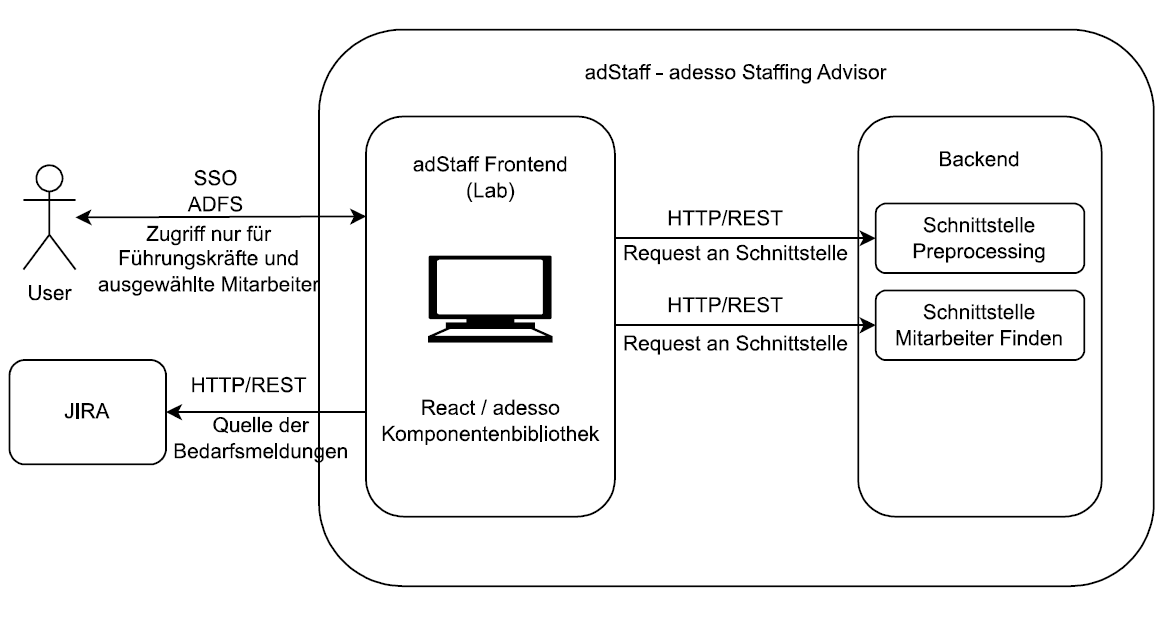 adStaff - adesso Staffing Advisor
SSO
ADFS
Zugriff nur für
Führungskräfte und
ausgewählte Mitarbeiter
User
JIRA
HTTP/REST
Quelle der
Bedarfsmeldungen
adStaff Frontend
(Lab)
React / adesso
Komponentenbibliothek
HTTP/REST
Request an Schnittstelle
HTTP/REST
Request an Schnittstelle
Backend
Schnittstelle
Preprocessing
Schnittstelle
Mitarbeiter Finden